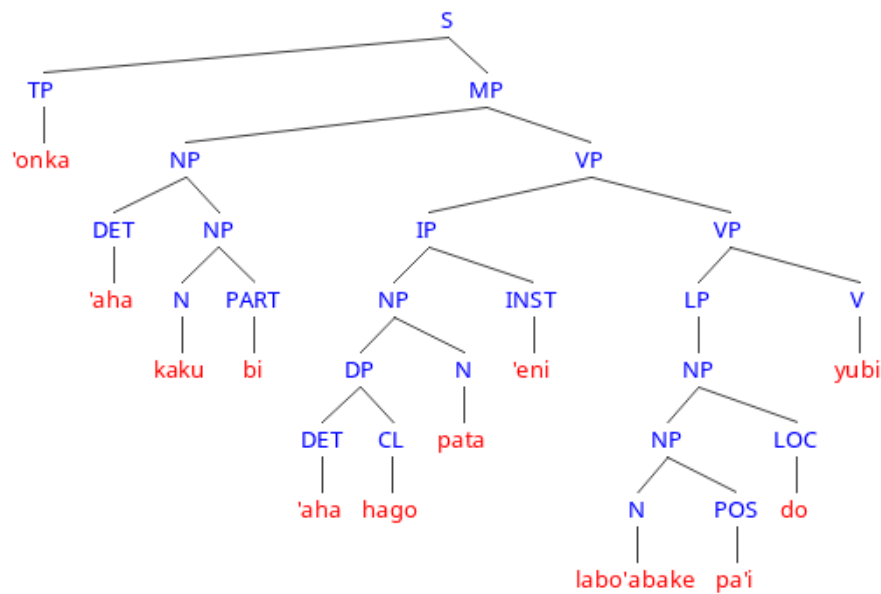 S
TP MP
'onka NP VP
DET NP IP VP
'aha N PART NP INST LP V
kaku bi DP N 'eni NP yubi
DET CL pata NP LOC
'aha hago N POS do
labo'abake pa'i